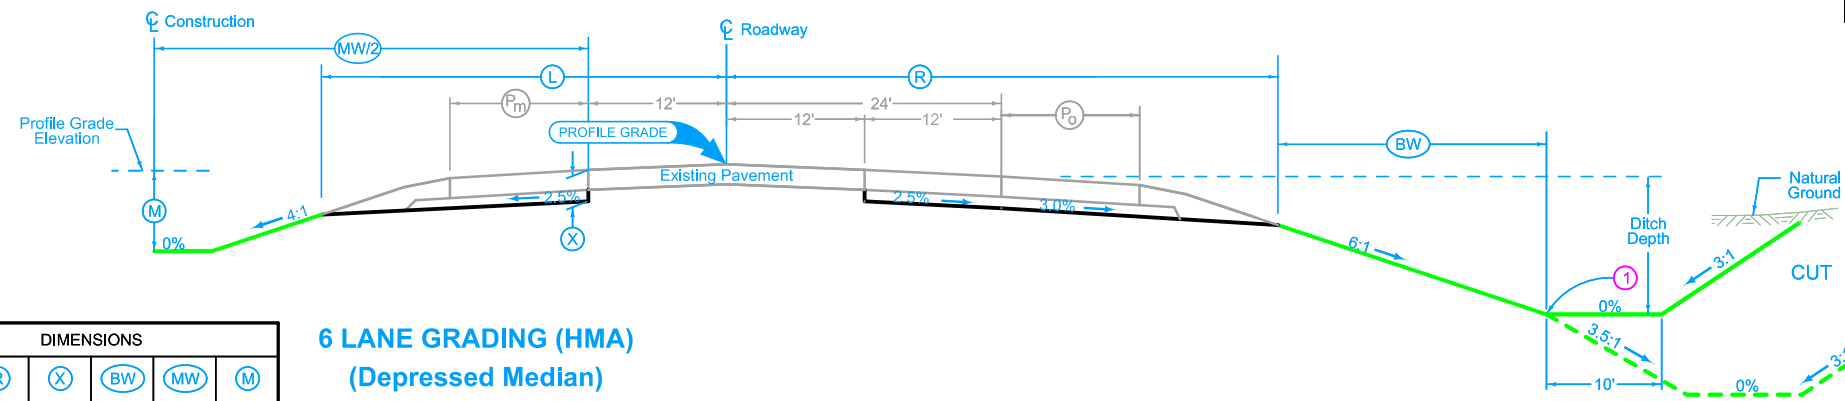 ℄ Construction
℄ Roadway
MW/2
L
R
Pm
12'
24'
Po
12'
12'
Profile Grade
Elevation
PROFILE GRADE
BW
Existing Pavement
Natural
Ground
2.5%
2.5%
3.0%
M
4:1
0%
X
6:1
Ditch
Depth
3:1
CUT
1
0%
3.5:1
10'
0%
DIMENSIONS
R
X
BW
MW
M
6 LANE GRADING (HMA)
(Depressed Median)